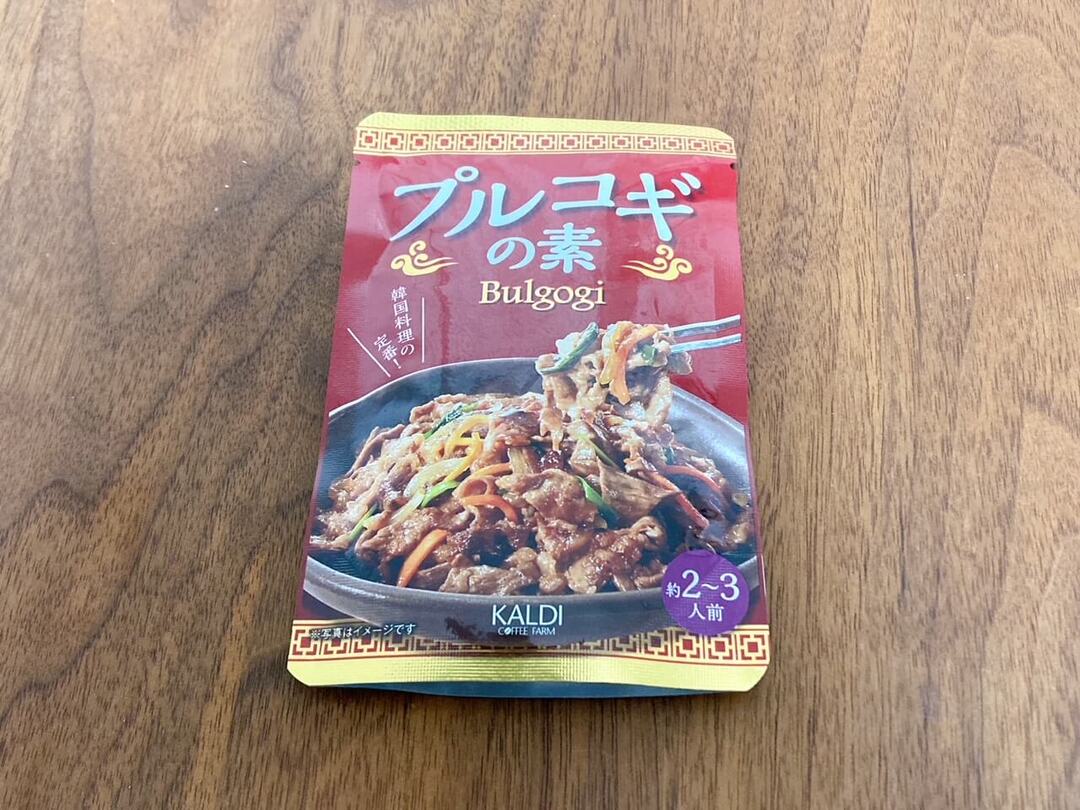 プルコギ
の素
Bulgogi
韓国料理の
定番！
約2~3
人前
KALDI
COFFEE FARM
※写真はイメージです